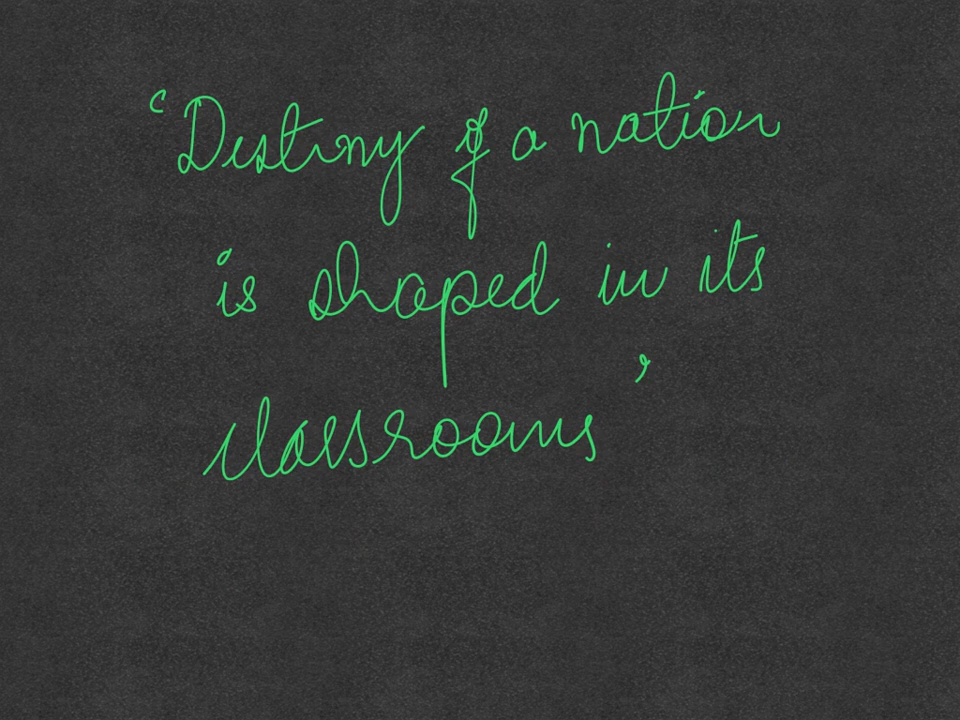 ‘Destiny of a nation
is shaped in its
classrooms’